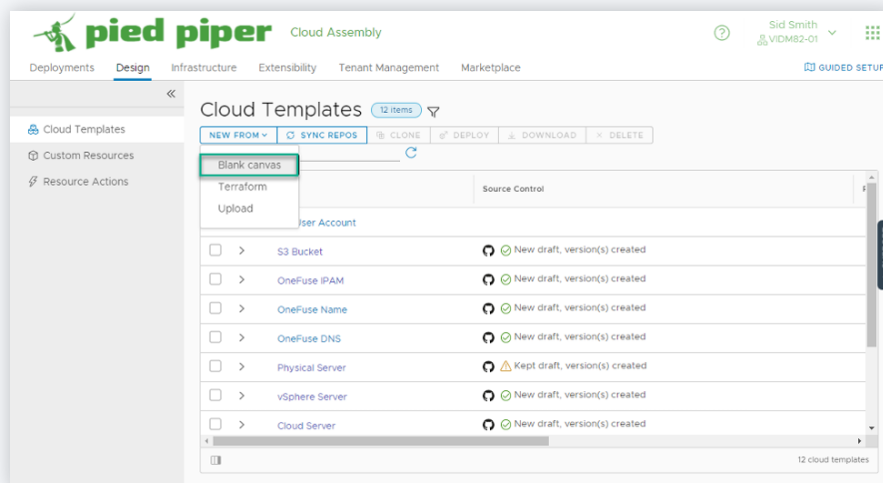 pied piper Cloud Assembly
Sid Smith
VIDM82-01
Deployments Design Infrastructure Extensibility Tenant Management Marketplace
GUIDED SETUP
Cloud Templates
Custom Resources
Resource Actions
Cloud Templates 12 items
NEW FROM SYNC REPOS CLONE DEPLOY DOWNLOAD DELETE
Blank canvas
Terraform
Upload
Source Control
User Account
S3 Bucket New draft, version(s) created
OneFuse IPAM New draft, version(s) created
OneFuse Name New draft, version(s) created
OneFuse DNS New draft, version(s) created
Physical Server Kept draft, version(s) created
vSphere Server New draft, version(s) created
Cloud Server New draft, version(s) created
12 cloud templates